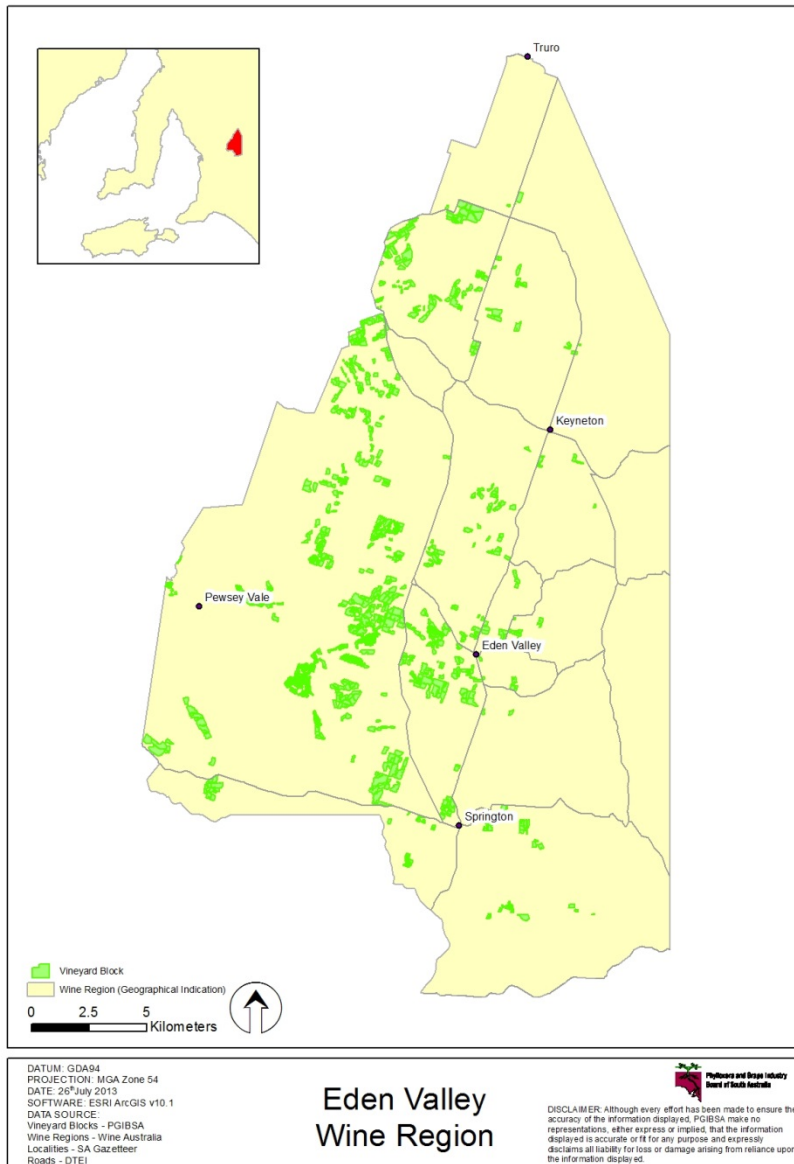 Truro
Keyneton
Pewsey Vale
Eden Valley
Springton
Vineyard Block
Wine Region (Geographical Indication)
0 2.5 5
Kilometers
DATUM: GDA94
PROJECTION: MGA Zone 54
DATE: 26th July 2013
SOFTWARE: ESRI ArcGIS v10.1
DATA SOURCE:
Vineyard Blocks - PGIBSA
Wine Regions - Wine Australia
Localities - SA Gazetteer
Roads - DTEI
Eden Valley
Wine Region
Phylloxera and Grape Industry
Board of South Australia
DISCLAIMER: Although every effort has been made to ensure the
accuracy of the information displayed, PGIBSA make no
representations, either express or implied, that the information
displayed is accurate or fit for any purpose and expressly
disclaims all liability for loss or damage arising from reliance upon
the information displayed.